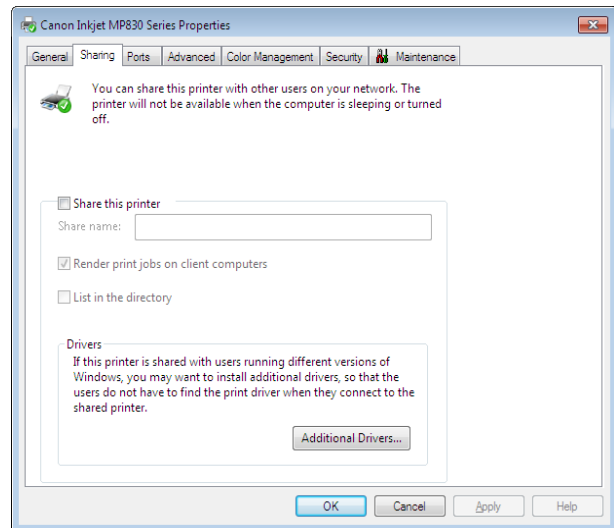 Canon Inkjet MP830 Series Properties
General Sharing Ports Advanced Color Management Security Maintenance
You can share this printer with other users on your network. The
printer will not be available when the computer is sleeping or turned
off.
Share this printer
Share name:
Render print jobs on client computers
List in the directory
Drivers
If this printer is shared with users running different versions of
Windows, you may want to install additional drivers, so that the
users do not have to find the print driver when they connect to the
shared printer.
Additional Drivers...
OK Cancel Apply Help